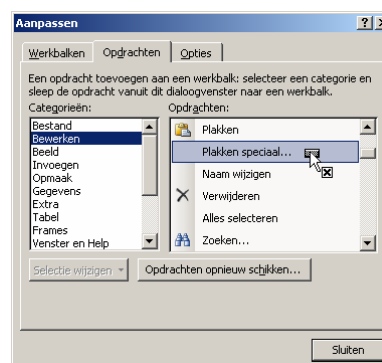 Aanpassen
Werkbalken Opdrachten Opties
Een opdracht toevoegen aan een werkbalk: selecteer een categorie en
sleep de opdracht vanuit dit dialoogvenster naar een werkbalk.
Categorieën: Opdrachten:
Bestand
Bewerken
Beeld
Invoegen
Opmaak
Gegevens
Extra
Tabel
Frames
Venster en Help
Plakken
Plakken speciaal...
Naam wijzigen
Verwijderen
Alles selecteren
Zoeken...
Selectie wijzigen Opdrachten opnieuw schikken...
Sluiten